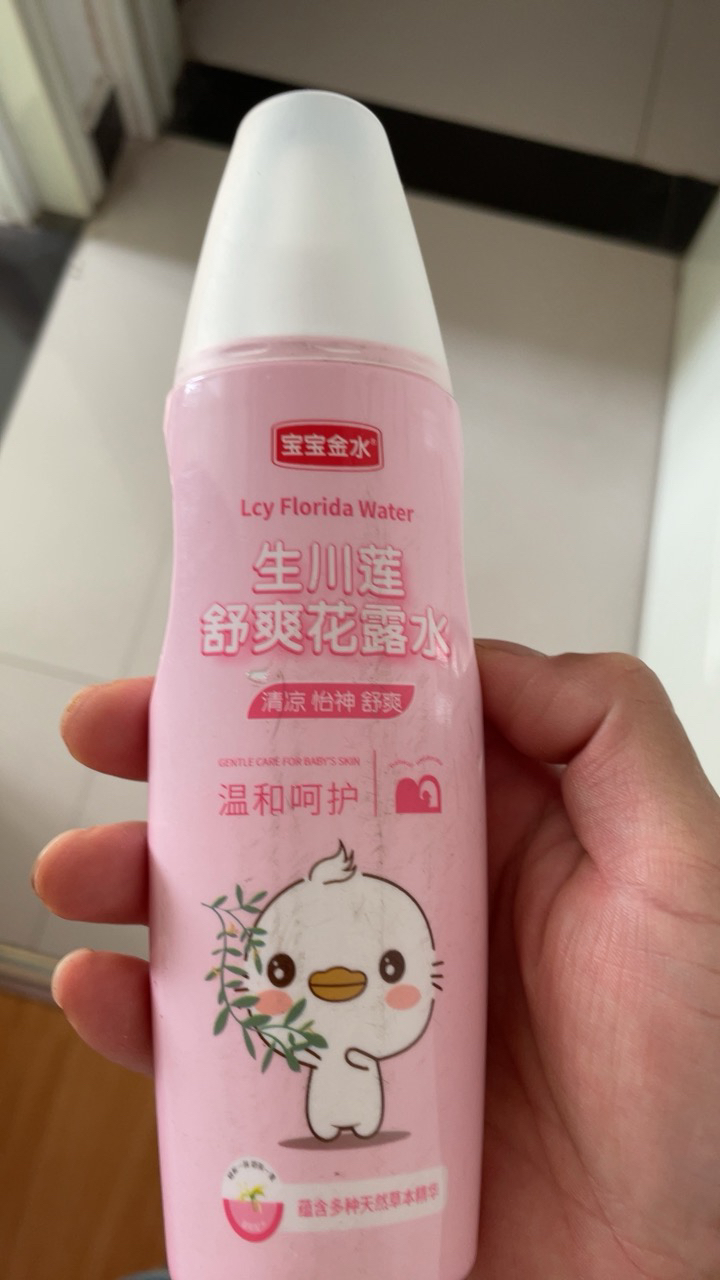 宝宝金水®
Lcy Florida Water
生川莲
舒爽花露水
清凉 怡神 舒爽
GENTLE CARE FOR BABY'S SKIN
温和呵护
蕴含多种天然草本精华